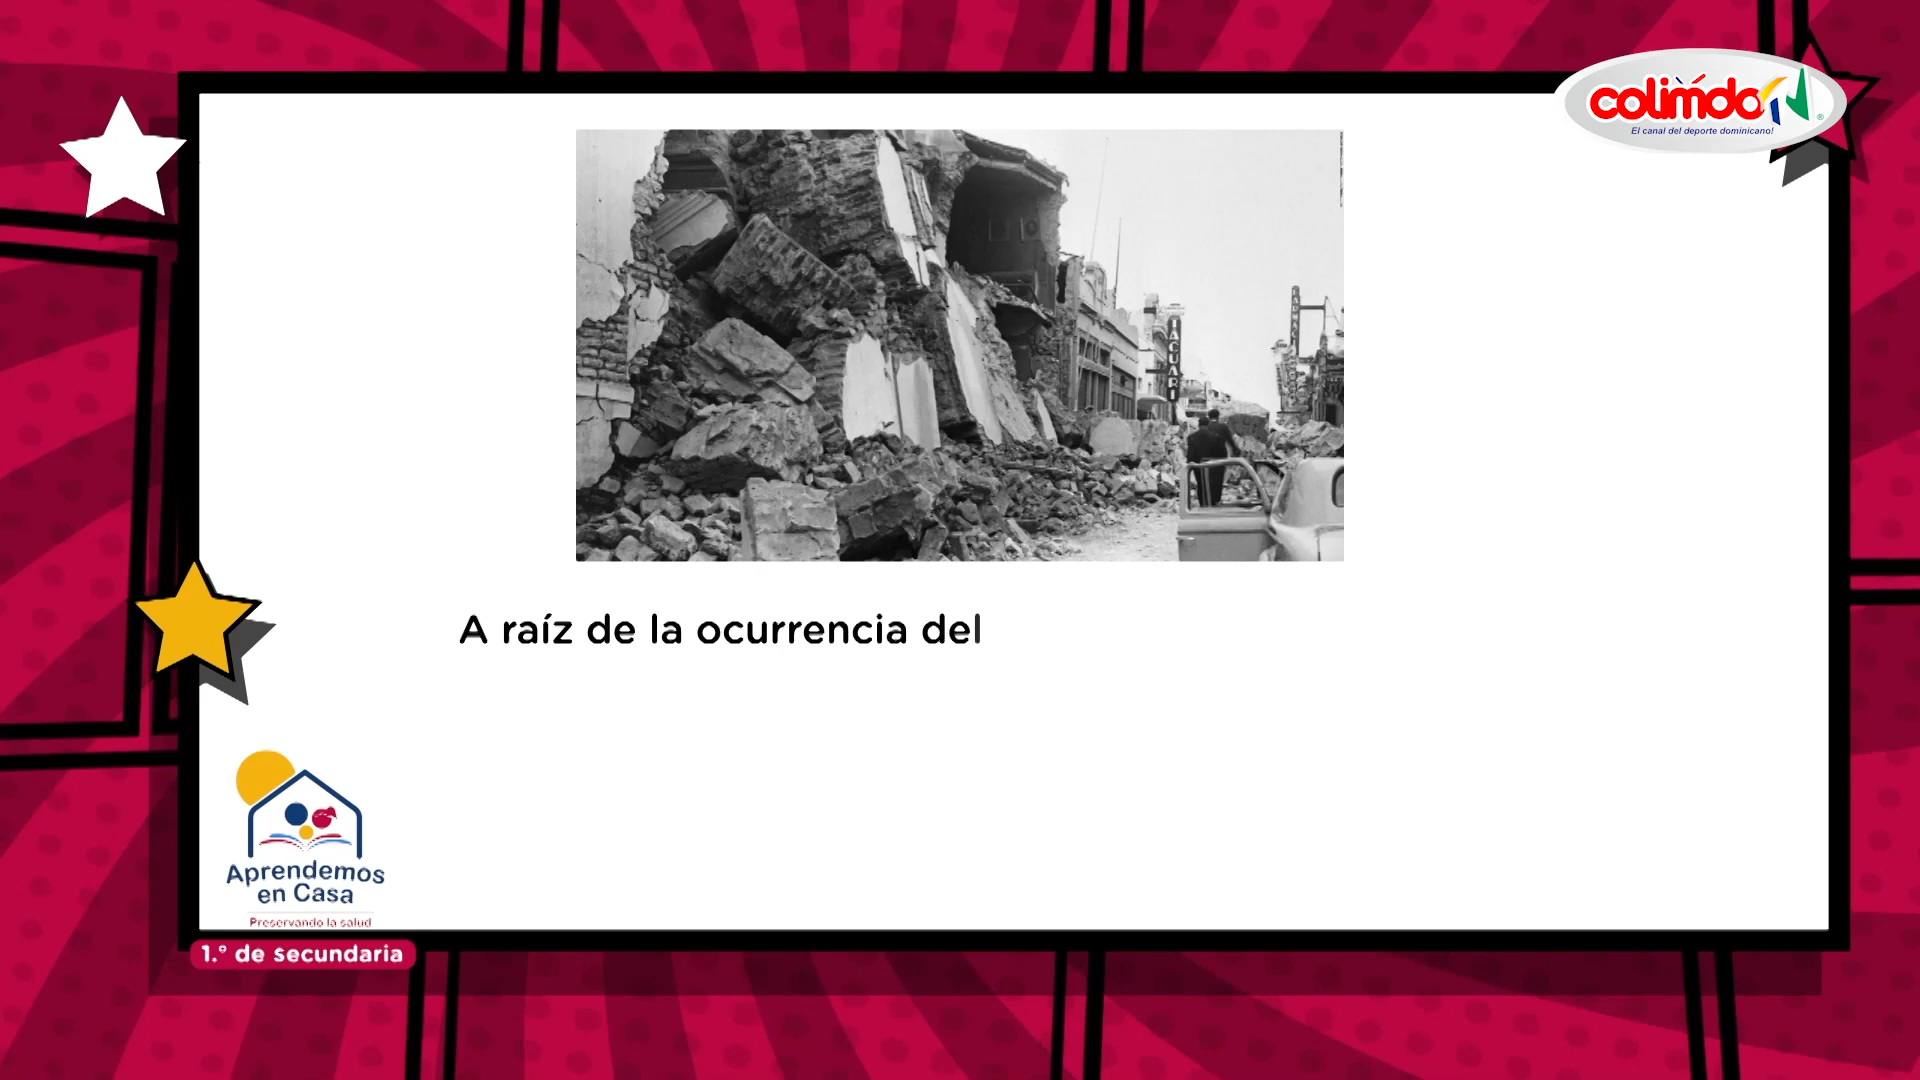 colimdo
El canal del deporte dominicano!
JAGUAR
A raíz de la ocurrencia del
Aprendemos
en Casa
Preservando la salud
1.° de secundaria